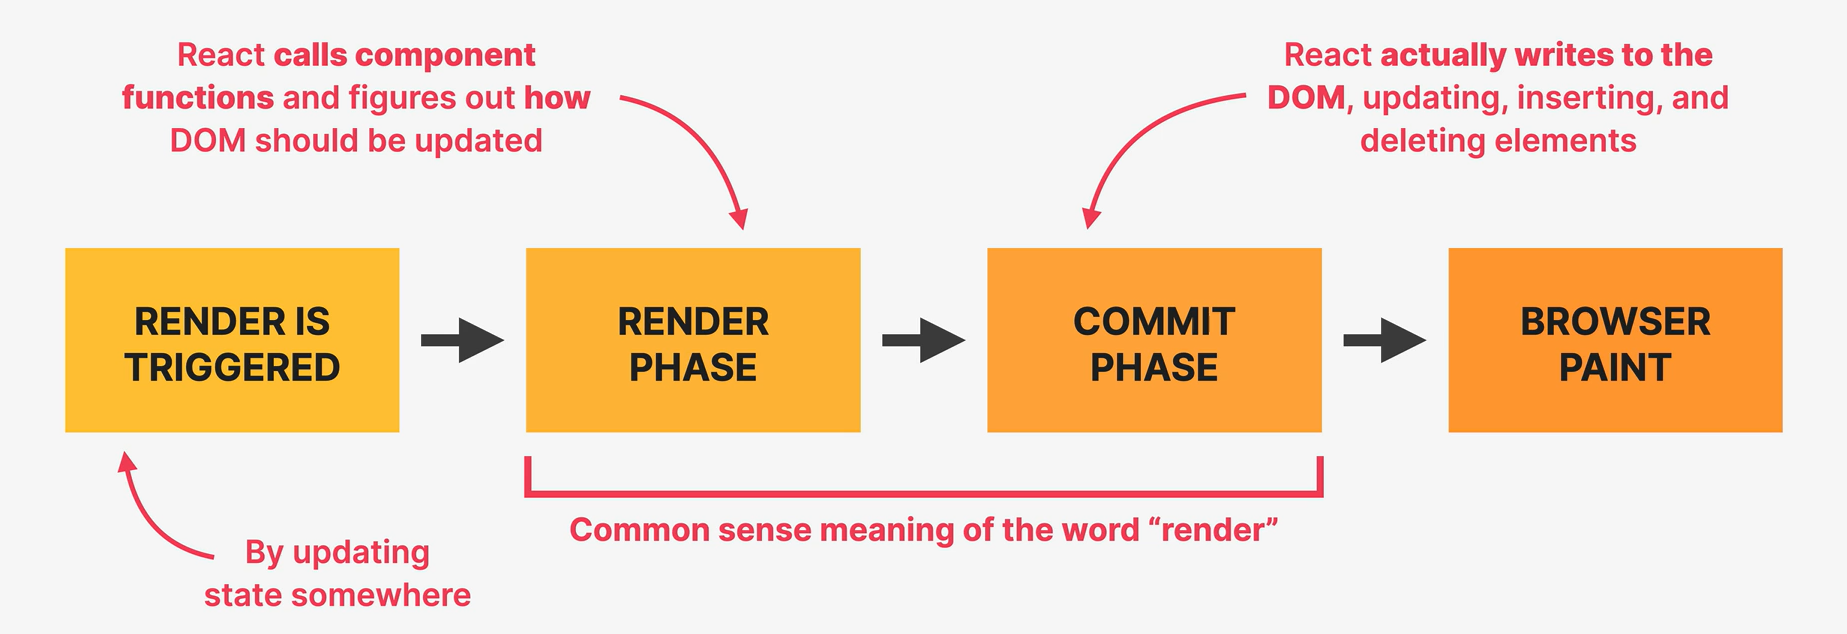 React calls component
functions and figures out how
DOM should be updated
React actually writes to the
DOM, updating, inserting, and
deleting elements
RENDER IS
TRIGGERED
RENDER
PHASE
COMMIT
PHASE
BROWSER
PAINT
Common sense meaning of the word “render”
By updating
state somewhere